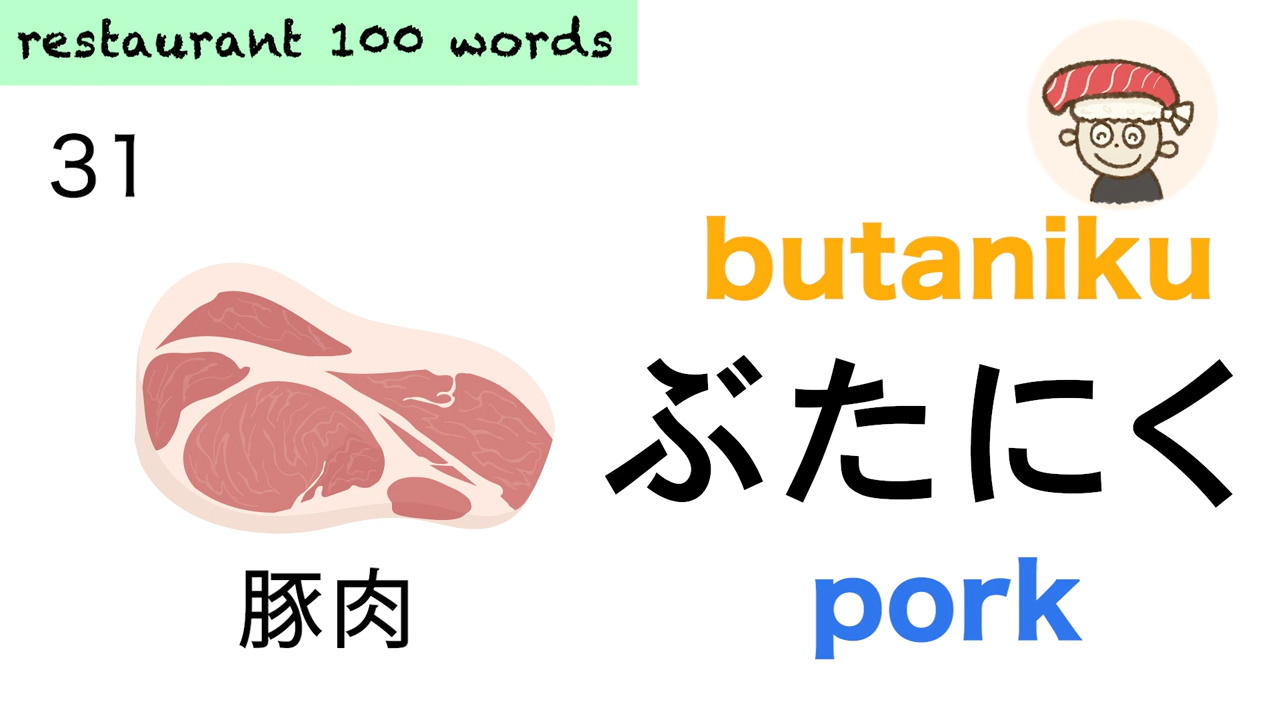 restaurant 100 words
31
butaniku
ぶたにく
pork
豚肉